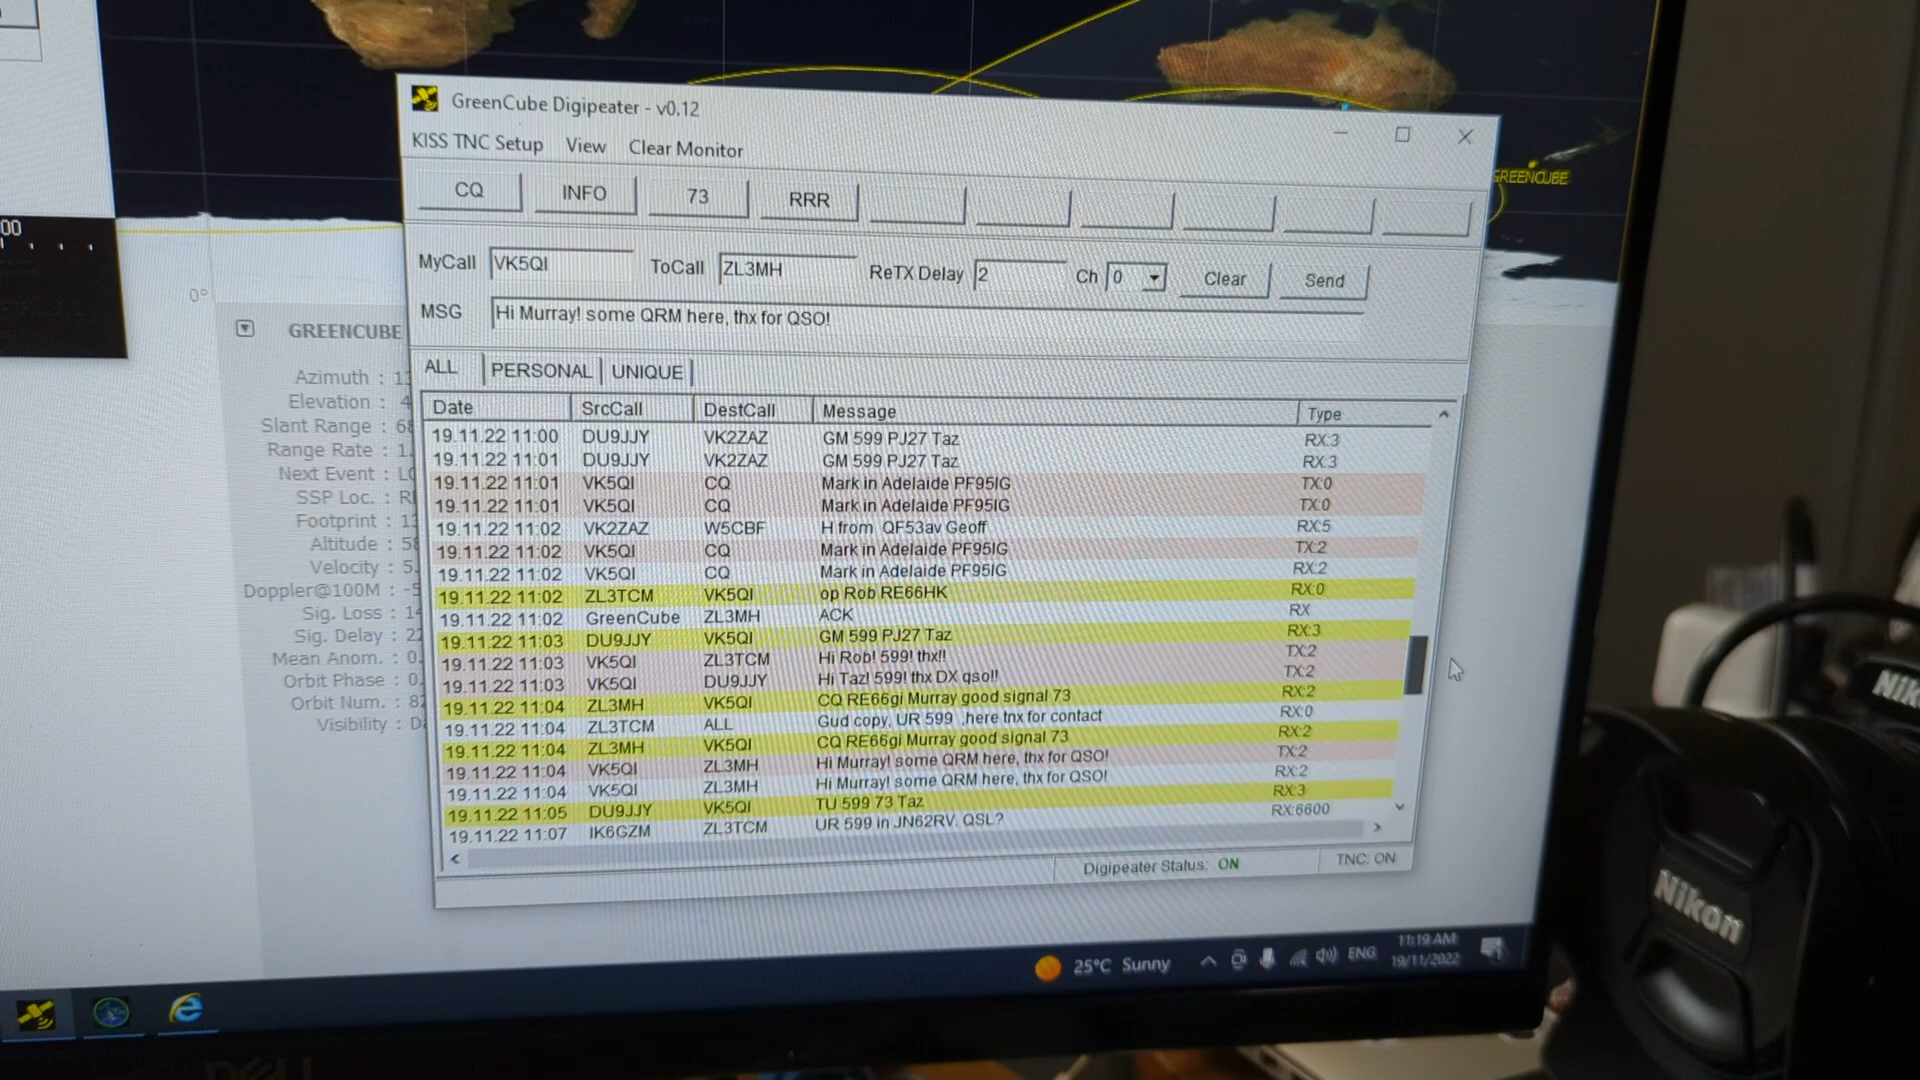 GreenCube Digipeater - v0.12
KISS TNC Setup View Clear Monitor
CQ INFO 73 RRR
GREENCUBE
MyCall VK5QI ToCall ZL3MH ReTX Delay 2 Ch 0 Clear Send
MSG Hi Murray! some QRM here, thx for QSO!
ALL PERSONAL UNIQUE
Date SrcCall DestCall Message Type
19.11.22 11:00 DU9JJY VK2ZAZ GM 599 PJ27 Taz RX:3
19.11.22 11:01 DU9JJY VK2ZAZ GM 599 PJ27 Taz RX:3
19.11.22 11:01 VK5QI CQ Mark in Adelaide PF95IG TX:0
19.11.22 11:01 VK5QI CQ Mark in Adelaide PF95IG TX:0
19.11.22 11:02 VK2ZAZ W5CBF H from QF53av Geoff RX:5
19.11.22 11:02 VK5QI CQ Mark in Adelaide PF95IG TX:2
19.11.22 11:02 VK5QI CQ Mark in Adelaide PF95IG RX:2
19.11.22 11:02 ZL3TCM VK5QI op Rob RE66HK RX:0
19.11.22 11:02 GreenCube ZL3MH ACK RX
19.11.22 11:03 DU9JJY VK5QI GM 599 PJ27 Taz RX:3
19.11.22 11:03 VK5QI ZL3TCM Hi Rob! 599! thx!! TX:2
19.11.22 11:03 VK5QI DU9JJY Hi Taz! 599! thx DX qso!! TX:2
19.11.22 11:04 ZL3MH VK5QI CQ RE66gi Murray good signal 73 RX:2
19.11.22 11:04 ZL3TCM ALL Gud copy, UR 599 ,here tnx for contact RX:0
19.11.22 11:04 ZL3MH VK5QI CQ RE66gi Murray good signal 73 RX:2
19.11.22 11:04 VK5QI ZL3MH Hi Murray! some QRM here, thx for QSO! TX:2
19.11.22 11:04 VK5QI ZL3MH Hi Murray! some QRM here, thx for QSO! RX:2
19.11.22 11:05 DU9JJY VK5QI TU 599 73 Taz RX:3
19.11.22 11:07 IK6GZM ZL3TCM UR 599 in JN62RV. QSL? RX:6600
Digipeater Status: ON TNC: ON
00
0°
GREENCUBE
Azimuth :
Elevation : 4
Slant Range :
Range Rate : 1.
Next Event :
SSP Loc. :
Footprint :
Altitude :
Velocity : 5.
Doppler@100M :
Sig. Loss : 14
Sig. Delay :
Mean Anom. : 0.
Orbit Phase : 0.
Orbit Num. :
Visibility :
25°C Sunny ENG 11:19 AM
19/11/2022
Nikon